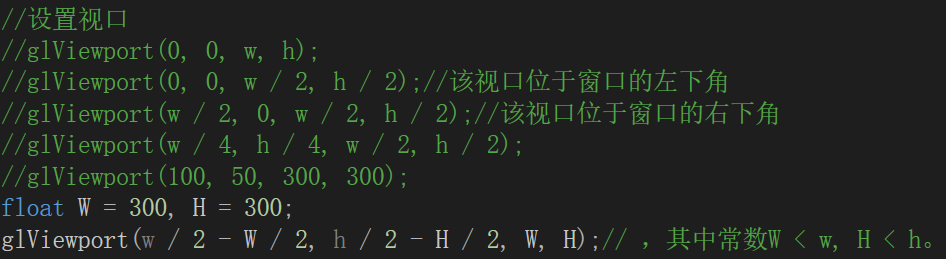 //设置视口
//glViewport(0, 0, w, h);
//glViewport(0, 0, w / 2, h / 2);//该视口位于窗口的左下角
//glViewport(w / 2, 0, w / 2, h / 2);//该视口位于窗口的右下角
//glViewport(w / 4, h / 4, w / 2, h / 2);
//glViewport(100, 50, 300, 300);
float W = 300, H = 300;
glViewport(w / 2 - W / 2, h / 2 - H / 2, W, H);// ，其中常数W < w, H < h。